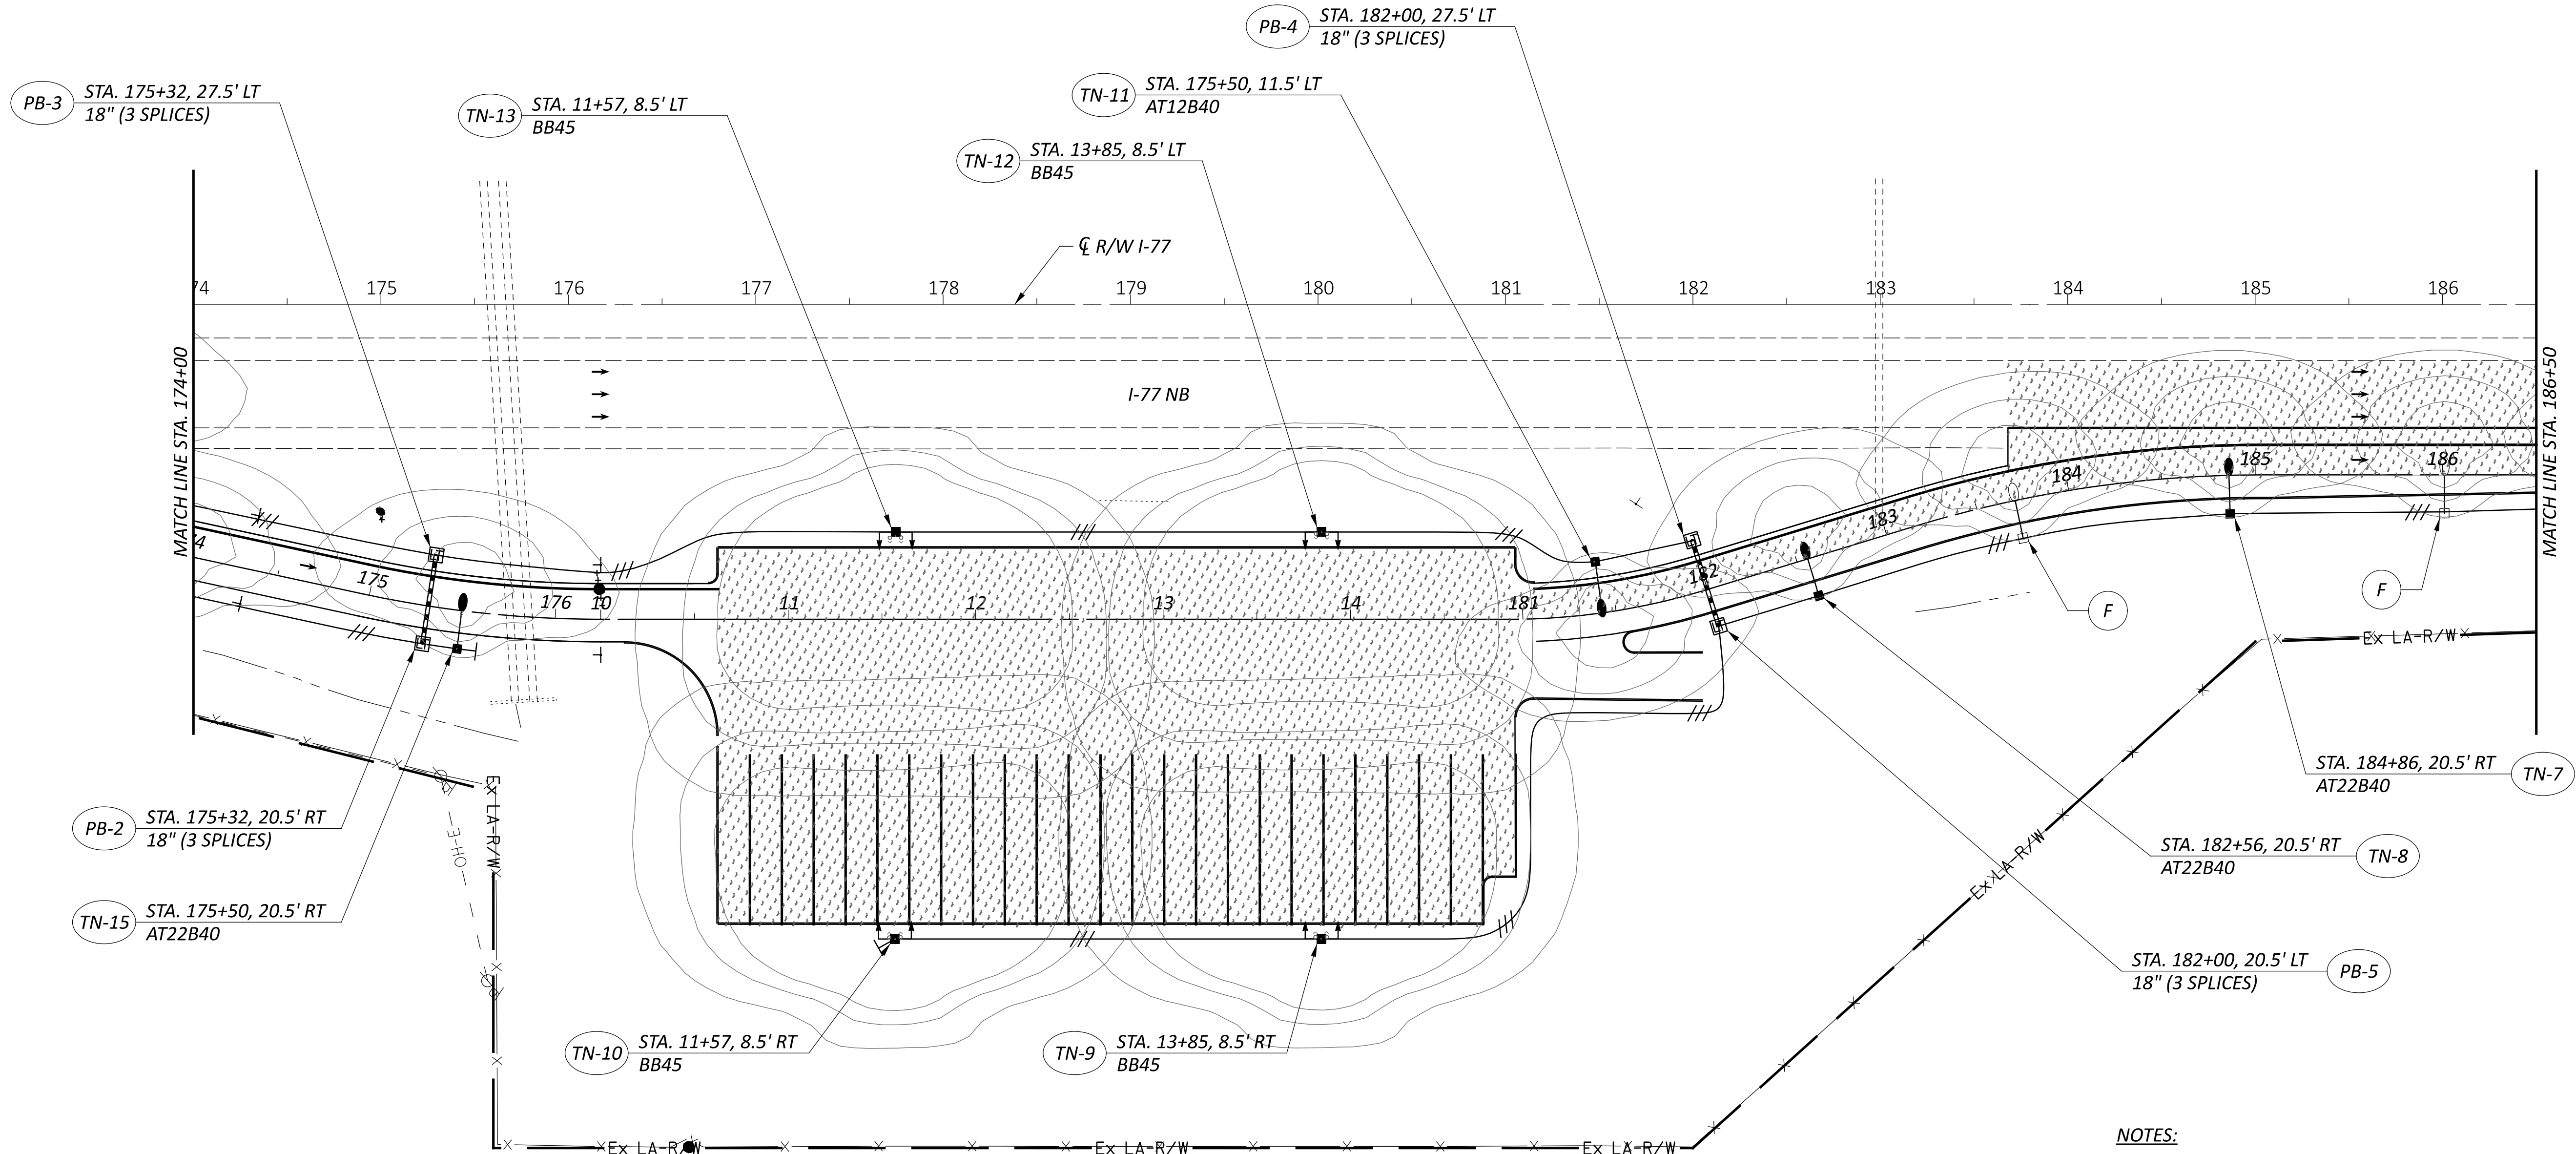 PB-4
STA. 182+00, 27.5' LT
18" (3 SPLICES)
PB-3
STA. 175+32, 27.5' LT
18" (3 SPLICES)
TN-13
STA. 11+57, 8.5' LT
BB45
TN-11
STA. 175+50, 11.5' LT
AT12B40
TN-12
STA. 13+85, 8.5' LT
BB45
℄ R/W I-77
74 175 176 177 178 179 180 181 182 183 184 185 186
MATCH LINE STA. 174+00
I-77 NB
MATCH LINE STA. 186+50
4 175 176 10 11 12 13 14 181 182 183 184 185 186
F
F
Ex LA-R/W
Ex LA-R/W
OHE
Ex LA-R/W
STA. 184+86, 20.5' RT
AT22B40
TN-7
PB-2
STA. 175+32, 20.5' RT
18" (3 SPLICES)
STA. 182+56, 20.5' RT
AT22B40
TN-8
TN-15
STA. 175+50, 20.5' RT
AT22B40
STA. 182+00, 20.5' LT
18" (3 SPLICES)
PB-5
TN-10
STA. 11+57, 8.5' RT
BB45
TN-9
STA. 13+85, 8.5' RT
BB45
NOTES:
Ex LA-R/W Ex LA-R/W Ex LA-R/W